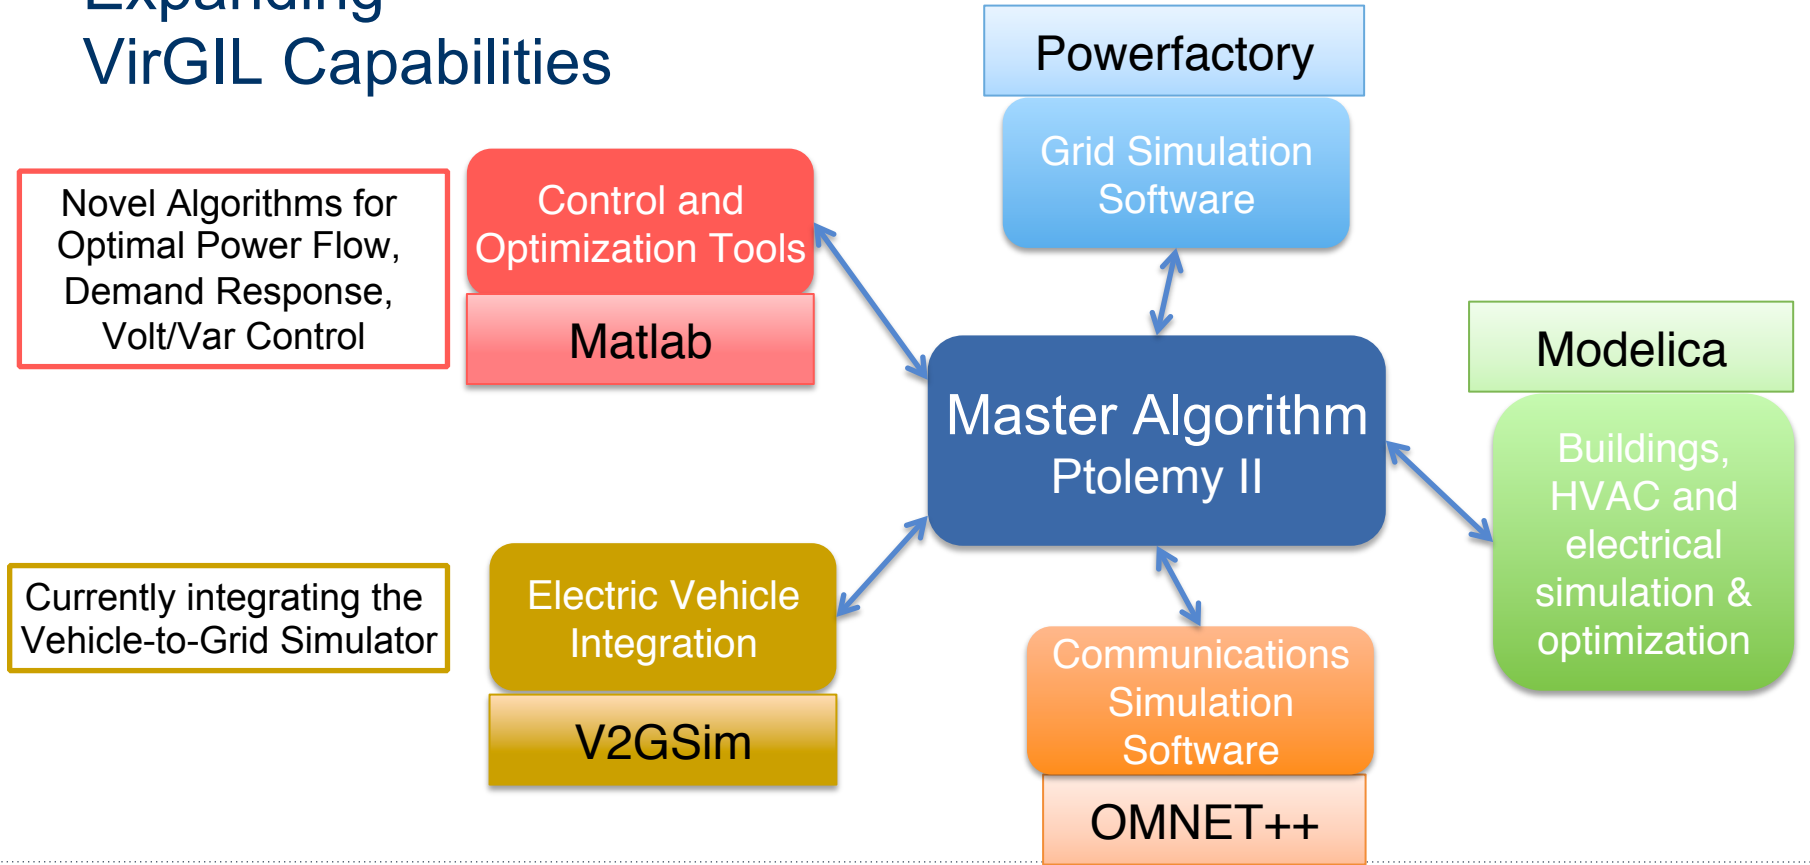 Expanding
VirGIL Capabilities
Powerfactory
Grid Simulation
Software
Novel Algorithms for
Optimal Power Flow,
Demand Response,
Volt/Var Control
Control and
Optimization Tools
Matlab
Master Algorithm
Ptolemy II
Modelica
Buildings,
HVAC and
electrical
simulation &
optimization
Currently integrating the
Vehicle-to-Grid Simulator
Electric Vehicle
Integration
V2GSim
Communications
Simulation
Software
OMNET++